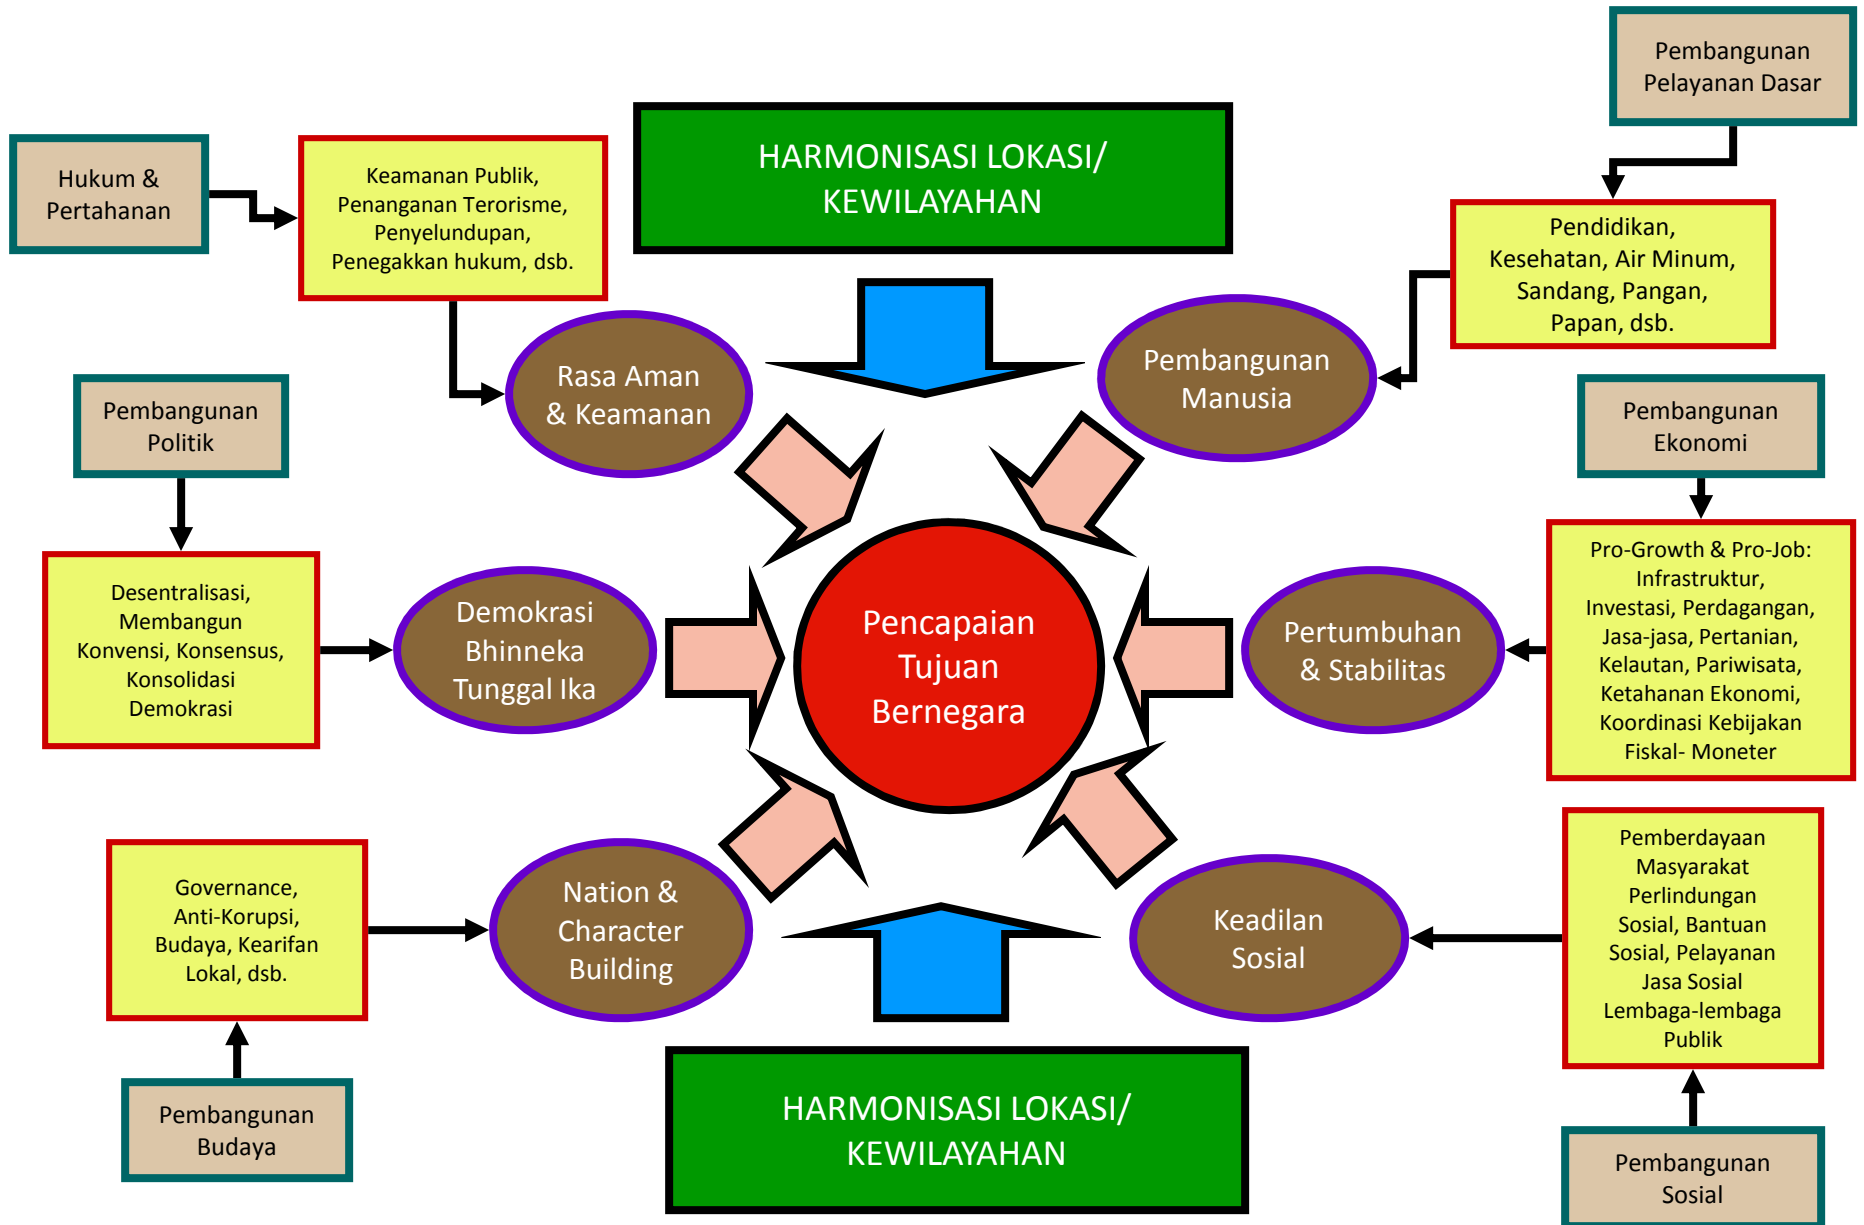 Pembangunan
Pelayanan Dasar
HARMONISASI LOKASI/
KEWILAYAHAN
Hukum &
Pertahanan
Keamanan Publik,
Penanganan Terorisme,
Penyelundupan,
Penegakkan hukum, dsb.
Pendidikan,
Kesehatan, Air Minum,
Sandang, Pangan,
Papan, dsb.
Rasa Aman
& Keamanan
Pembangunan
Manusia
Pembangunan
Politik
Pembangunan
Ekonomi
Desentralisasi,
Membangun
Konvensi, Konsensus,
Konsolidasi
Demokrasi
Demokrasi
Bhinneka
Tunggal Ika
Pencapaian
Tujuan
Bernegara
Pertumbuhan
& Stabilitas
Pro-Growth & Pro-Job:
Infrastruktur,
Investasi, Perdagangan,
Jasa-jasa, Pertanian,
Kelautan, Pariwisata,
Ketahanan Ekonomi,
Koordinasi Kebijakan
Fiskal- Moneter
Governance,
Anti-Korupsi,
Budaya, Kearifan
Lokal, dsb.
Nation &
Character
Building
Keadilan
Sosial
Pemberdayaan
Masyarakat
Perlindungan
Sosial, Bantuan
Sosial, Pelayanan
Jasa Sosial
Lembaga-lembaga
Publik
Pembangunan
Budaya
HARMONISASI LOKASI/
KEWILAYAHAN
Pembangunan
Sosial